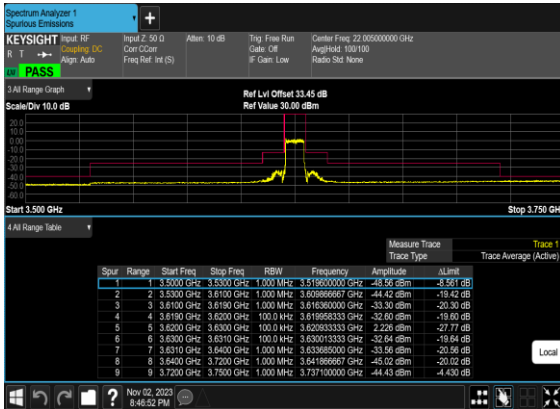 Spectrum Analyzer 1
Spurious Emissions
+
KEYSIGHT Input: RF Input Z: 50 Ω Atten: 10 dB Trig: Free Run Center Freq: 22.005000000 GHz
R T Coupling: DC Corr CCorr Gate: Off Avg|Hold: 100/100
Align: Auto Freq Ref: Int (S) IF Gain: Low Radio Std: None
PASS
3 All Range Graph
Ref Lvl Offset 33.45 dB
Scale/Div 10.0 dB Ref Value 30.00 dBm
20.0
10.0
0.00
-10.0
-20.0
-30.0
-40.0
-50.0
-60.0
Start 3.500 GHz Stop 3.750 GH
4 All Range Table
Measure Trace Trace 1
Trace Type Trace Average (Active)
Spur Range Start Freq Stop Freq RBW Frequency Amplitude ΔLimit
1 1 3.5000 GHz 3.5300 GHz 1.000 MHz 3.519600000 GHz -48.56 dBm -8.561 dB
2 2 3.5300 GHz 3.6100 GHz 1.000 MHz 3.609866667 GHz -44.42 dBm -19.42 dB
3 3 3.6100 GHz 3.6190 GHz 1.000 MHz 3.616360000 GHz -33.30 dBm -20.30 dB
4 4 3.6190 GHz 3.6200 GHz 100.0 kHz 3.619958333 GHz -32.60 dBm -19.60 dB
5 5 3.6200 GHz 3.6300 GHz 100.0 kHz 3.620933333 GHz 2.226 dBm -27.77 dB
6 6 3.6300 GHz 3.6310 GHz 100.0 kHz 3.630013333 GHz -32.64 dBm -19.64 dB
7 7 3.6310 GHz 3.6400 GHz 1.000 MHz 3.633685000 GHz -33.56 dBm -20.56 dB
8 8 3.6400 GHz 3.7200 GHz 1.000 MHz 3.641866667 GHz -45.02 dBm -20.02 dB
9 9 3.7200 GHz 3.7500 GHz 1.000 MHz 3.737100000 GHz -44.43 dBm -4.430 dB
Local
?
Nov 02, 2023
8:46:52 PM